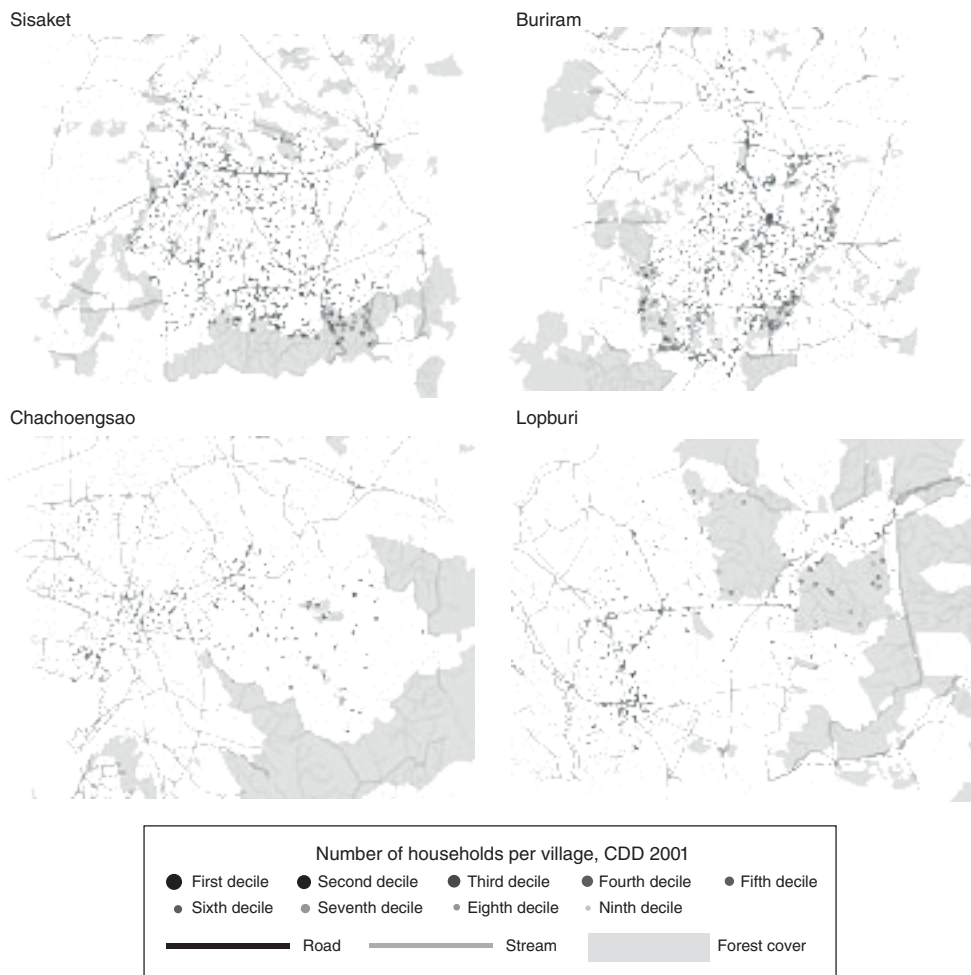 Sisaket
Buriram
Chachoengsao
Lopburi
Number of households per village, CDD 2001
First decile
Second decile
Third decile
Fourth decile
Fifth decile
Sixth decile
Seventh decile
Eighth decile
Ninth decile
Road
Stream
Forest cover